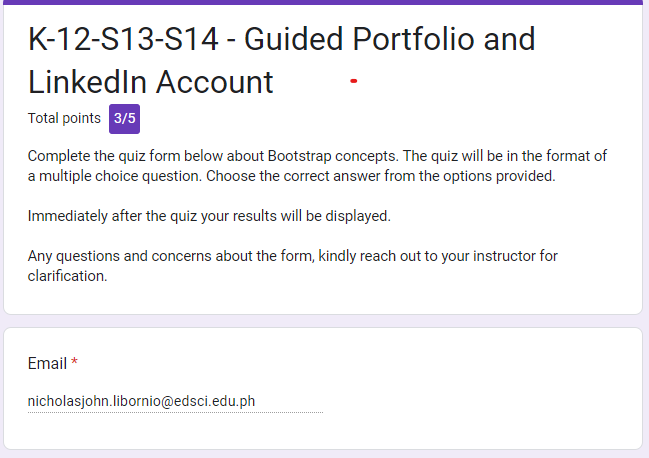 K-12-S13-S14 - Guided Portfolio and
LinkedIn Account
Total points 3/5
Complete the quiz form below about Bootstrap concepts. The quiz will be in the format of
a multiple choice question. Choose the correct answer from the options provided.
Immediately after the quiz your results will be displayed.
Any questions and concerns about the form, kindly reach out to your instructor for
clarification.
Email *
nicholasjohn.libornio@edsci.edu.ph